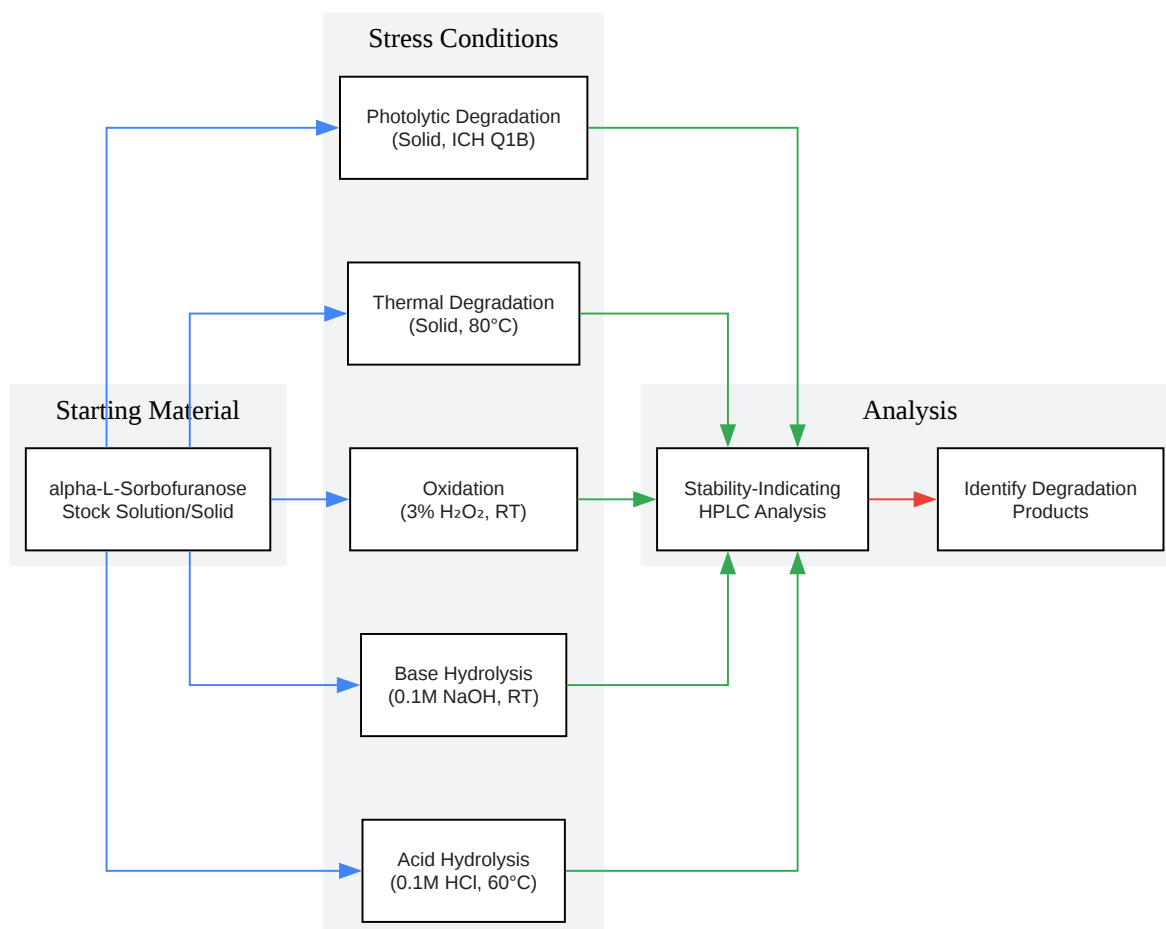 Stress Conditions
Photolytic Degradation
(Solid, ICH Q1B)
Thermal Degradation
(Solid, 80°C)
Starting Material
Analysis
alpha-L-Sorbofuranose
Stock Solution/Solid
Oxidation
(3% H₂O₂, RT)
Stability-Indicating
HPLC Analysis
Identify Degradation
Products
Base Hydrolysis
(0.1M NaOH, RT)
Acid Hydrolysis
(0.1M HCl, 60°C)